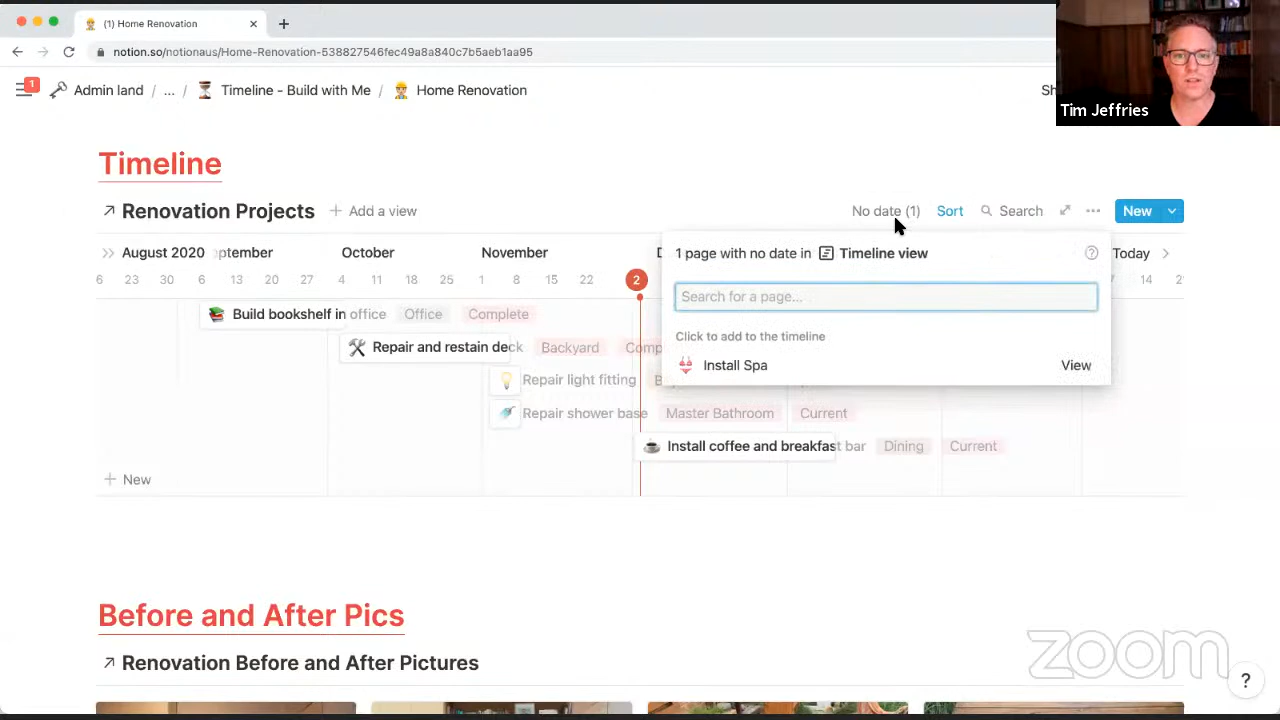 (1) Home Renovation
notion.so/notionaus/Home-Renovation-538827546fec49a8a840c7b5aeb1aa95
1 Admin land / ... / Timeline - Build with Me / Home Renovation
Sh
Tim Jeffries
Timeline
Renovation Projects + Add a view No date (1) Sort Search ... New
August 2020 ptember October November D Today
6 23 30 6 13 20 27 4 11 18 25 1 8 15 22 2 7 14 21
1 page with no date in Timeline view
Search for a page...
Click to add to the timeline
Install Spa View
Build bookshelf in office Office Complete
Repair and restain deck Backyard Comp
Repair light fitting B
Repair shower base Master Bathroom Current
Install coffee and breakfast bar Dining Current
+ New
Before and After Pics
Renovation Before and After Pictures
zoom
?